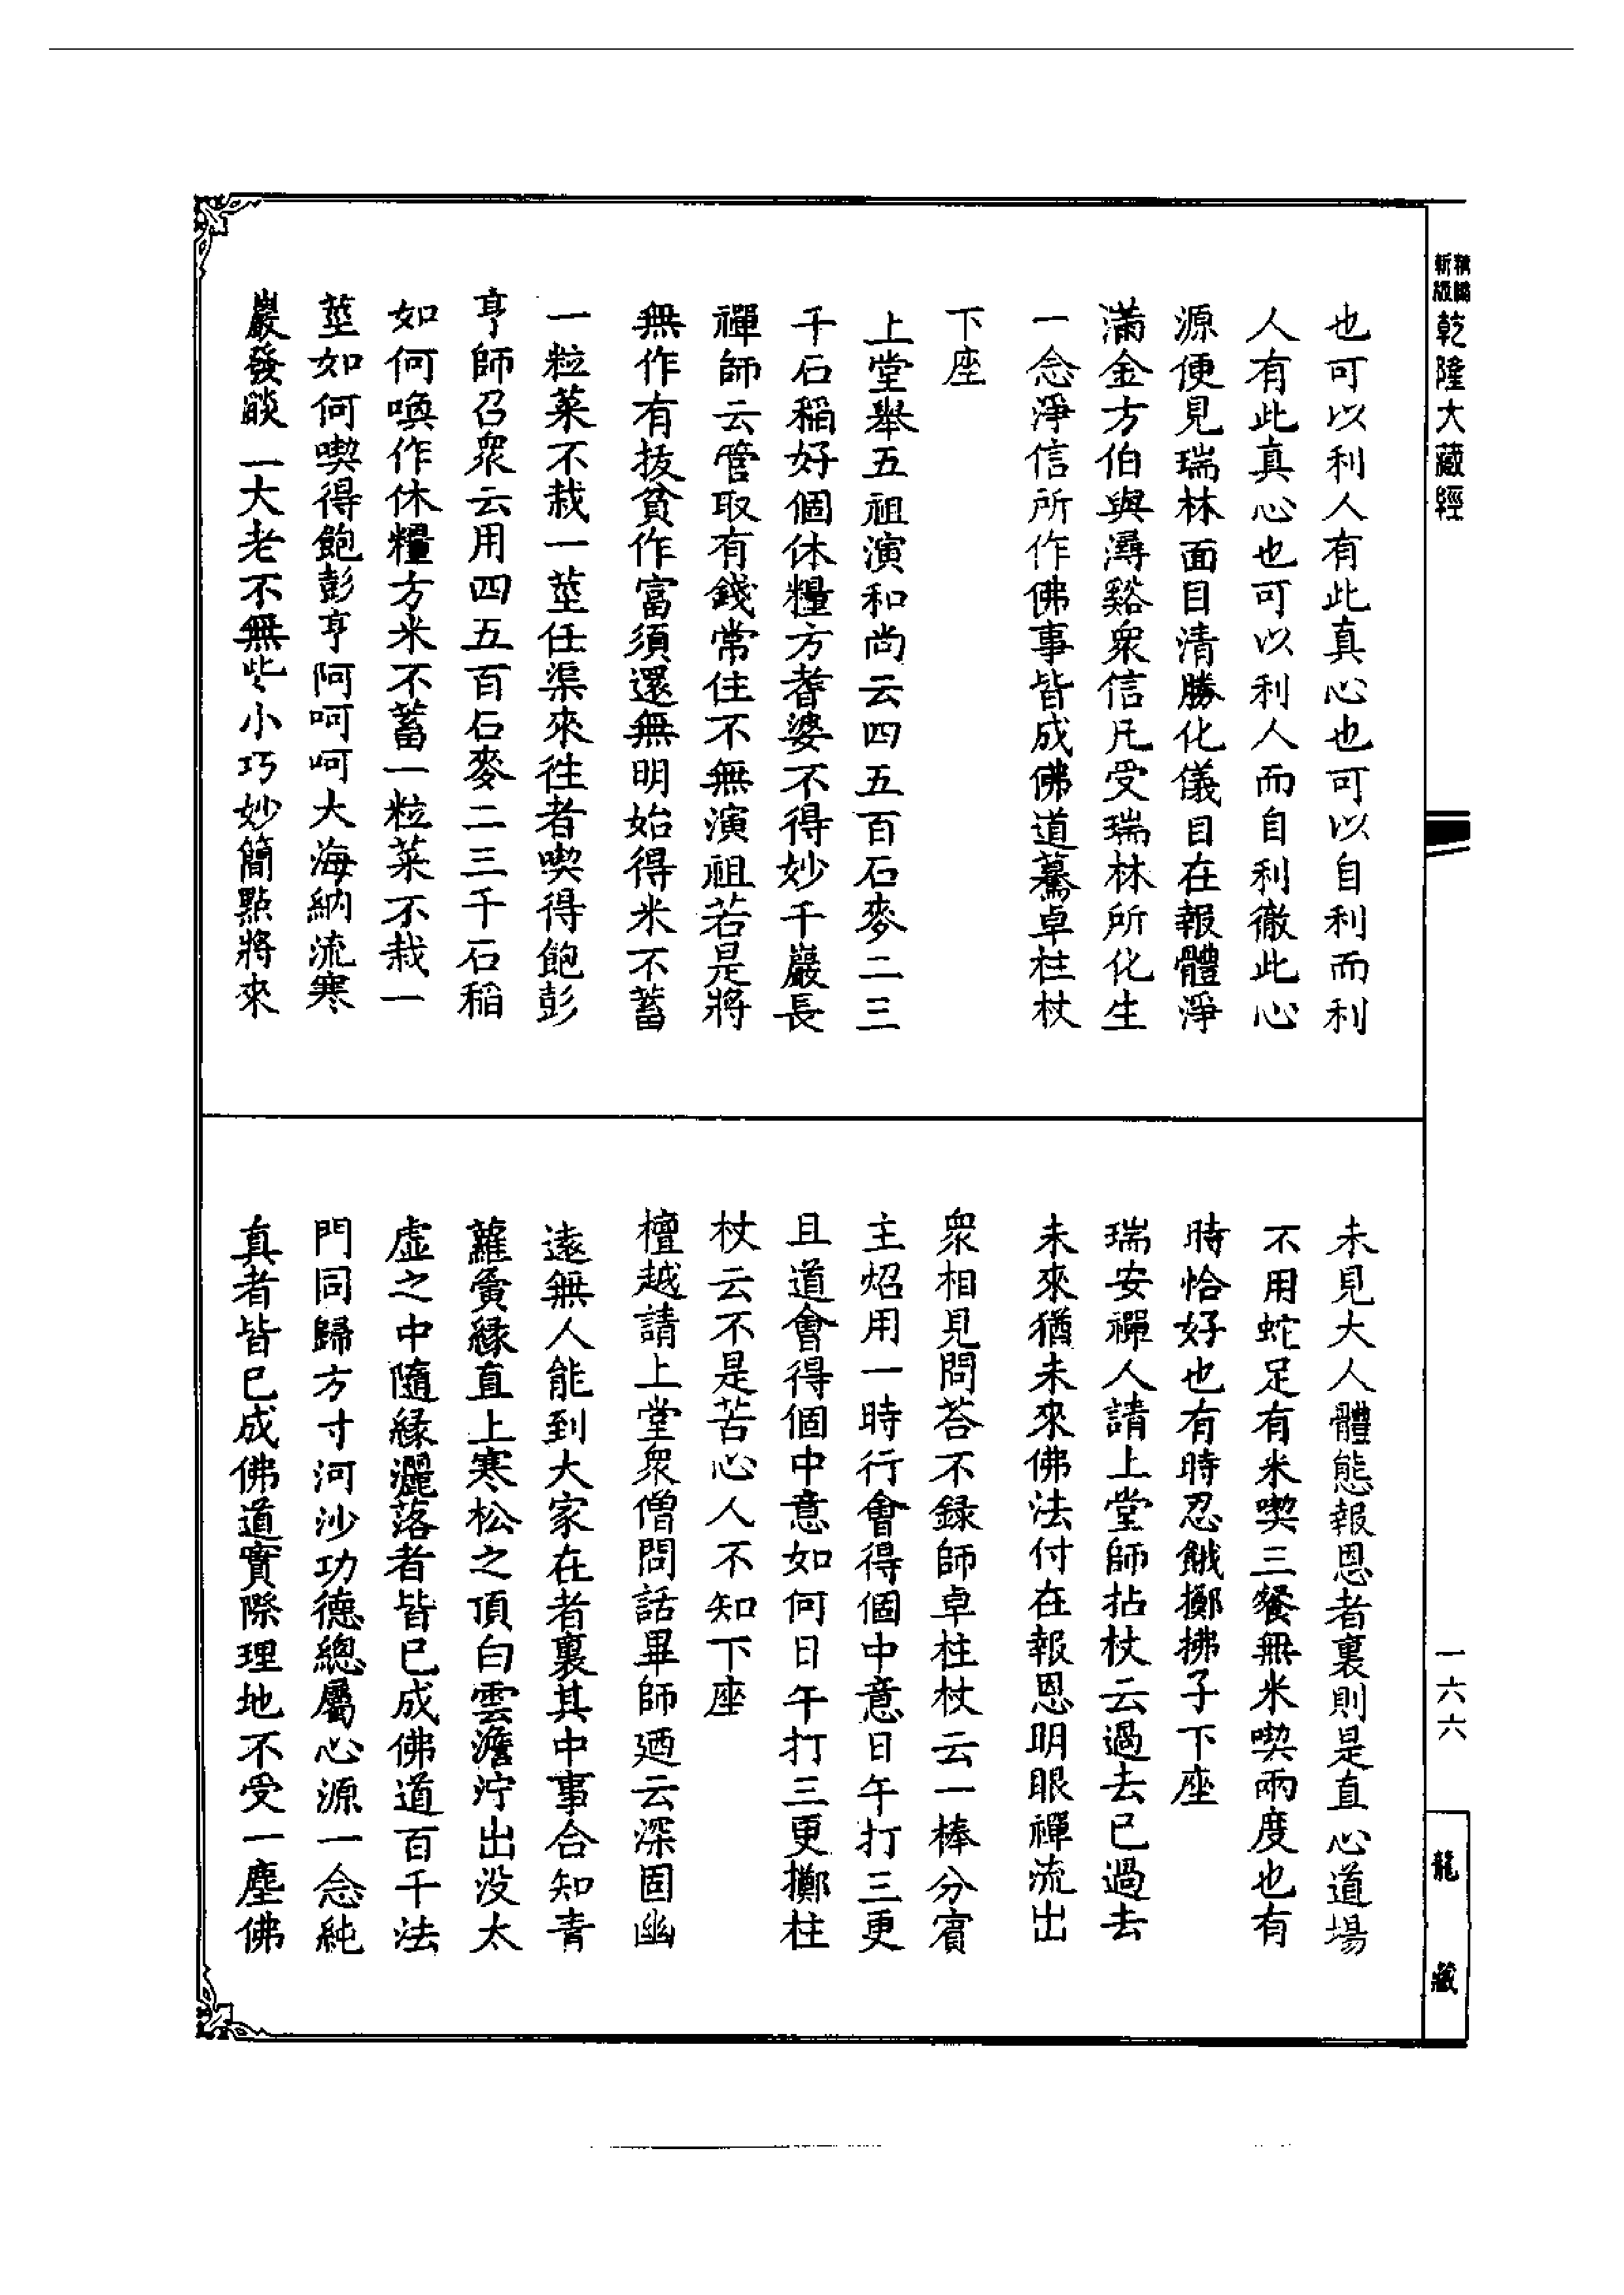 精縮
新版
乾隆大藏經
也可以利人有此真心也可以自利而利
人有此真心也可以利人而自利徹此心
源便見瑞林面目清勝化儀目在報體淨
滿金方伯與潯谿衆信凡受瑞林所化生
一念淨信所作佛事皆成佛道驀卓柱杖
下座
上堂舉五祖演和尚云四五百石麥二三
千石稻好個休糧方耆婆不得妙千巖長
禪師云管取有錢常住不無演祖若是將
無作有拔貧作富須還無明始得米不蓄
一粒菜不栽一莖任渠來徃者喫得飽彭
亨師召衆云用四五百石麥二三千石稻
如何喚作休糧方米不蓄一粒菜不栽一
莖如何喫得飽彭亨阿呵呵大海納流寒
巖發燄二大老不無些小巧妙簡點將來
未見大人體態報恩者裏則是直心道場
不用蛇足有米喫三餐無米喫兩度也有
時恰好也有時忍餓擲拂子下座
瑞安禪人請上堂師拈杖云過去已過去
未來猶未來佛法付在報恩明眼禪流出
衆相見問荅不録師卓柱杖云一棒分賓
主炤用一時行會得個中意日午打三更
且道會得個中意如何日午打三更擲柱
杖云不是苦心人不知下座
檀越請上堂衆僧問話畢師廼云深固幽
遠無人能到大家在者裏其中事合知青
蘿夤緣直上寒松之頂白雲澹泞出没太
虚之中隨緣灑落者皆已成佛道百千法
門同歸方寸河沙功德總屬心源一念純
真者皆已成佛道實際理地不受一塵佛
一六六
龍藏